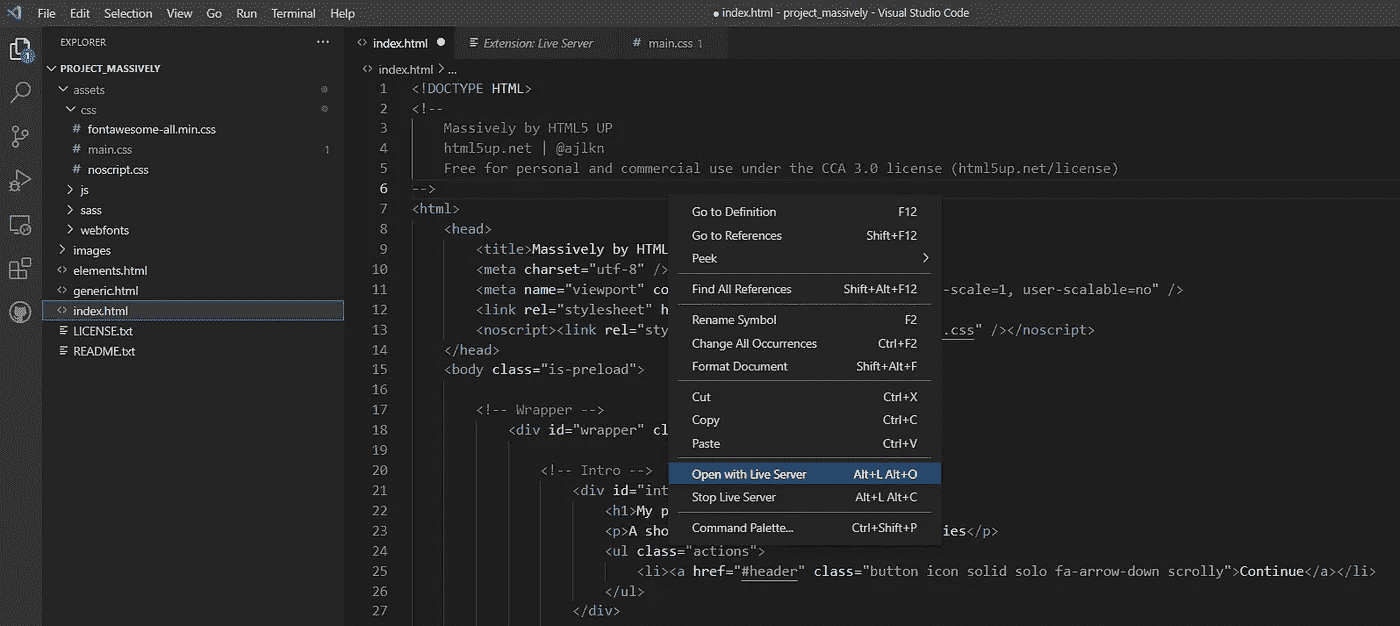 File Edit Selection View Go Run Terminal Help
● index.html - project_massively - Visual Studio Code
EXPLORER ...
PROJECT_MASSIVELY
assets
css
# fontawesome-all.min.css
# main.css 1
# noscript.css
js
sass
webfonts
images
<> elements.html
<> generic.html
<> index.html
LICENSE.txt
README.txt
1
<> index.html ● Extension: Live Server # main.css 1
<> index.html > ...
1 <!DOCTYPE HTML>
2 <!--
3 Massively by HTML5 UP
4 html5up.net | @ajlkn
5 Free for personal and commercial use under the CCA 3.0 license (html5up.net/license)
6 -->
7 <html>
8 <head>
9 <title>Massively by HTML
10 <meta charset="utf-8" />
11 <meta name="viewport" co -scale=1, user-scalable=no" />
12 <link rel="stylesheet" h
13 <noscript><link rel="sty .css" /></noscript>
14 </head>
15 <body class="is-preload">
16
17 <!-- Wrapper -->
18 <div id="wrapper" cl
19
20 <!-- Intro -->
21 <div id="int
22 <h1>My p
23 <p>A sho ies</p>
24 <ul class="actions">
25 <li><a href="#header" class="button icon solid solo fa-arrow-down scrolly">Continue</a></li>
26 </ul>
27 </div>
Go to Definition F12
Go to References Shift+F12
Peek >
Find All References Shift+Alt+F12
Rename Symbol F2
Change All Occurrences Ctrl+F2
Format Document Shift+Alt+F
Cut Ctrl+X
Copy Ctrl+C
Paste Ctrl+V
Open with Live Server Alt+L Alt+O
Stop Live Server Alt+L Alt+C
Command Palette... Ctrl+Shift+P